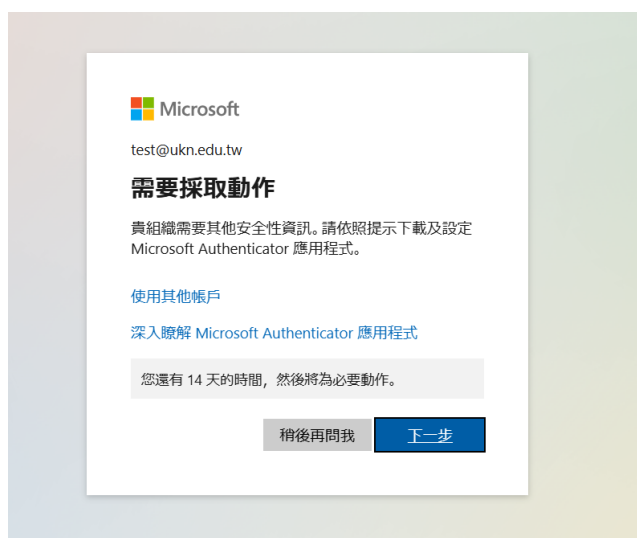 Microsoft
test@ukn.edu.tw
需要採取動作
貴組織需要其他安全性資訊。請依照提示下載及設定
Microsoft Authenticator 應用程式。
使用其他帳戶
深入瞭解 Microsoft Authenticator 應用程式
您還有 14 天的時間，然後將為必要動作。
稍後再問我 下一步